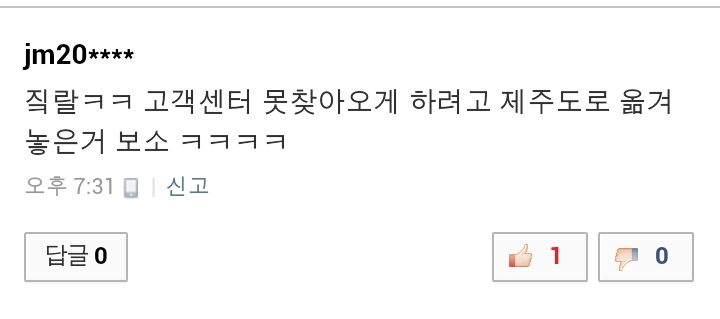 jm20****
짘랄ㅋㅋ 고객센터 못찾아오게 하려고 제주도로 옮겨
놓은거 보소 ㅋㅋㅋㅋ
오후 7:31 | 신고
답글 0 1 0